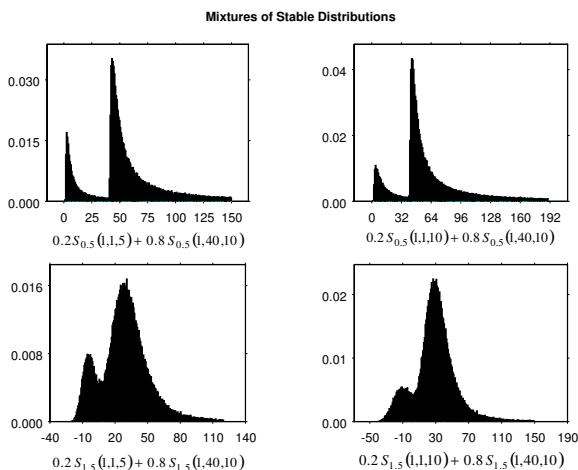 Mixtures of Stable Distributions
0.030
0.015
0.000
0 25 50 75 100 125 150
0.2 S0.5(1,1,5) + 0.8 S0.5(1,40,10)
0.04
0.02
0.00
0 32 64 96 128 160 192
0.2 S0.5(1,1,10) + 0.8 S0.5(1,40,10)
0.016
0.008
0.000
-40 -10 20 50 80 110 140
0.2 S1.5(1,1,5) + 0.8 S1.5(1,40,10)
0.02
0.01
0.00
-50 -10 30 70 110 150 190
0.2 S1.5(1,1,10) + 0.8 S1.5(1,40,10)